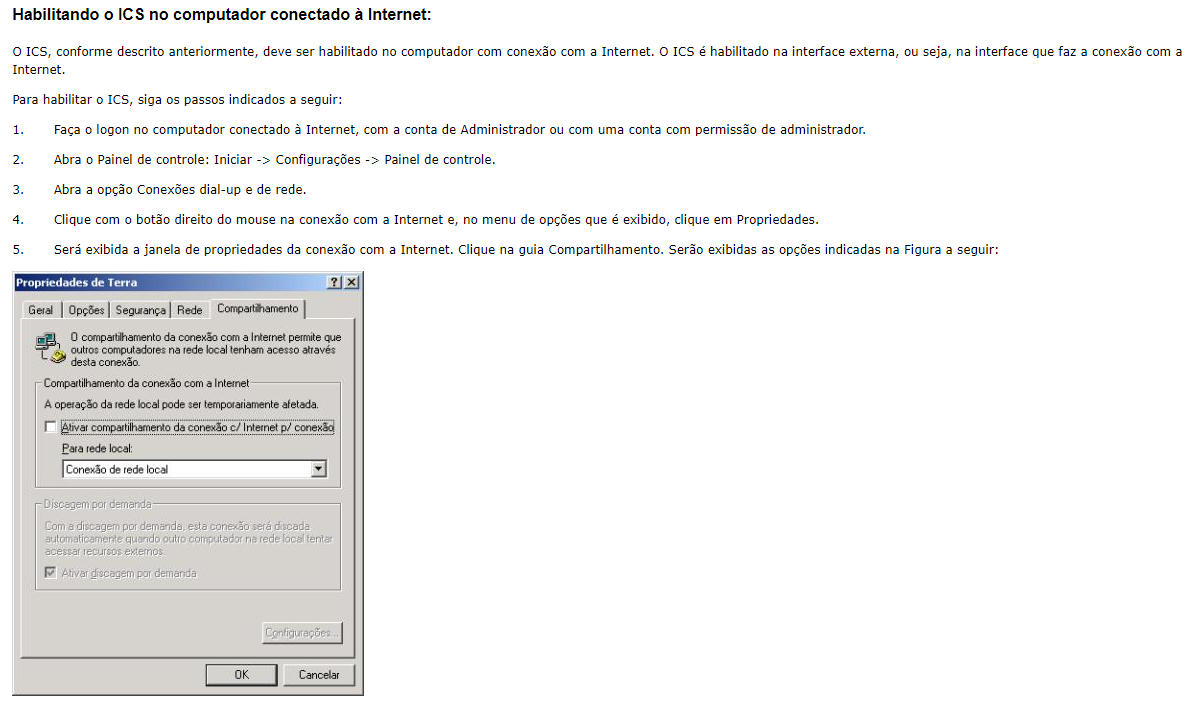 Habilitando o ICS no computador conectado à Internet:
O ICS, conforme descrito anteriormente, deve ser habilitado no computador com conexão com a Internet. O ICS é habilitado na interface externa, ou seja, na interface que faz a conexão com a
Internet.
Para habilitar o ICS, siga os passos indicados a seguir:
1. Faça o logon no computador conectado à Internet, com a conta de Administrador ou com uma conta com permissão de administrador.
2. Abra o Painel de controle: Iniciar -> Configurações -> Painel de controle.
3. Abra a opção Conexões dial-up e de rede.
4. Clique com o botão direito do mouse na conexão com a Internet e, no menu de opções que é exibido, clique em Propriedades.
5. Será exibida a janela de propriedades da conexão com a Internet. Clique na guia Compartilhamento. Serão exibidas as opções indicadas na Figura a seguir:
Propriedades de Terra
Geral Opções Segurança Rede Compartilhamento
O compartilhamento da conexão com a Internet permite que
outros computadores na rede local tenham acesso através
desta conexão.
Compartilhamento da conexão com a Internet
A operação da rede local pode ser temporariamente afetada.
Ativar compartilhamento da conexão c/ Internet p/ conexão
Para rede local:
Conexão de rede local
Discagem por demanda
Com a discagem por demanda, esta conexão será discada
automaticamente quando outro computador na rede local tentar
acessar recursos externos.
Ativar discagem por demanda
Configurações...
OK Cancelar